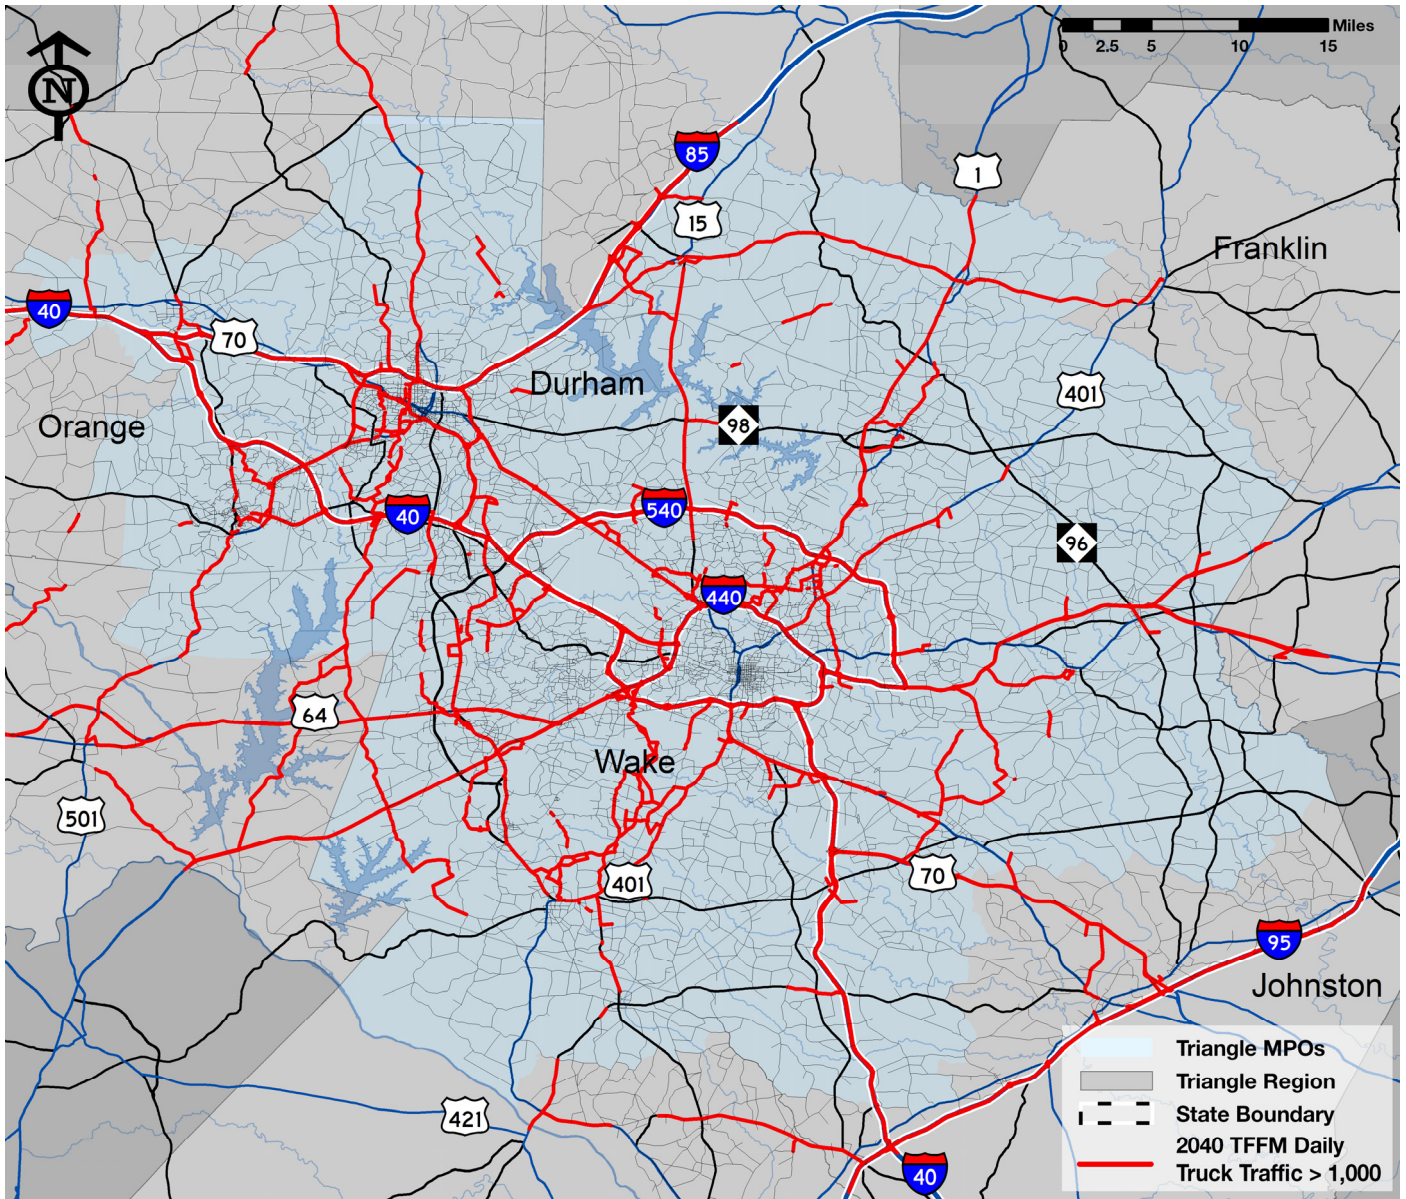 Miles
0 2.5 5 10 15
N
85
1
15
Franklin
40
70
Durham
401
Orange
98
40
540
96
440
64
Wake
501
401
70
95
Johnston
421
40
Triangle MPOs
Triangle Region
State Boundary
2040 TFFM Daily
Truck Traffic > 1,000